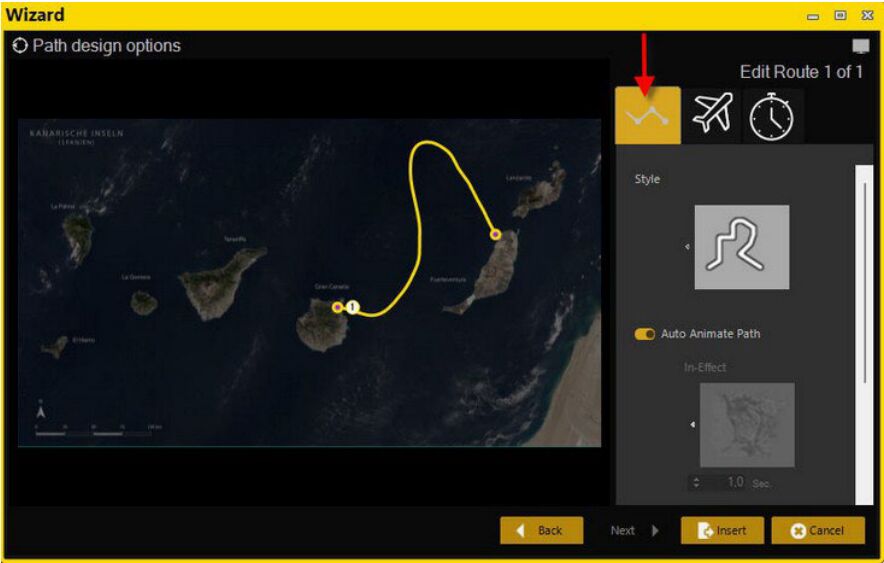 Wizard
Path design options
Edit Route 1 of 1
KANARISCHE INSELN
(SPANIEN)
Lanzarote
Style
La Palma
Teneriffa
La Gomera
Gran Canaria
Fuerteventura
1
El Hierro
Auto Animate Path
In-Effect
N
1.0 Sec.
Back
Next
Insert
Cancel